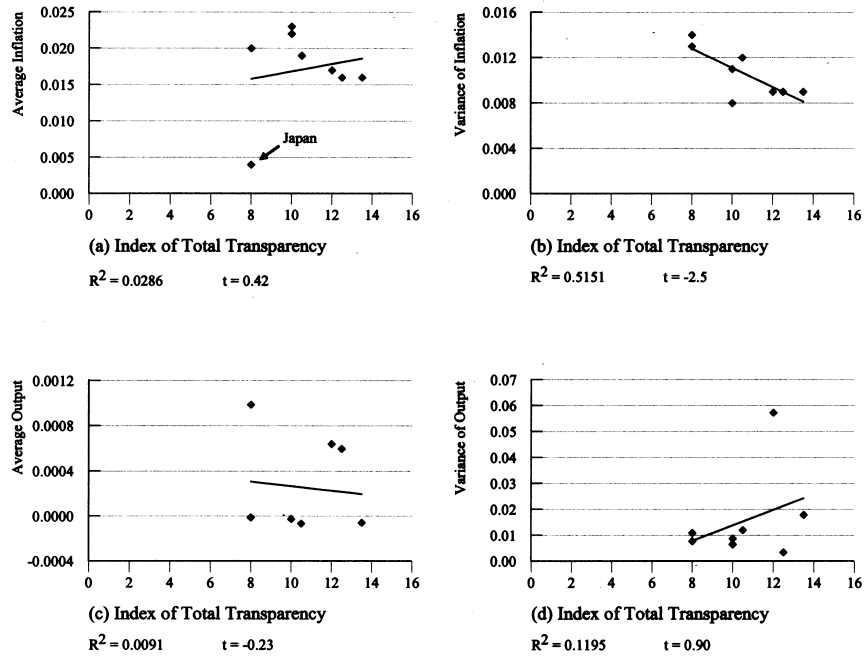 Average Inflation
0.025
0.020
0.015
0.010
0.005
0.000
Japan
0 2 4 6 8 10 12 14 16
(a) Index of Total Transparency
R² = 0.0286 t = 0.42
Variance of Inflation
0.016
0.012
0.008
0.004
0.000
0 2 4 6 8 10 12 14 16
(b) Index of Total Transparency
R² = 0.5151 t = -2.5
Average Output
0.0012
0.0008
0.0004
0.0000
-0.0004
0 2 4 6 8 10 12 14 16
(c) Index of Total Transparency
R² = 0.0091 t = -0.23
Variance of Output
0.07
0.06
0.05
0.04
0.03
0.02
0.01
0.00
0 2 4 6 8 10 12 14 16
(d) Index of Total Transparency
R² = 0.1195 t = 0.90